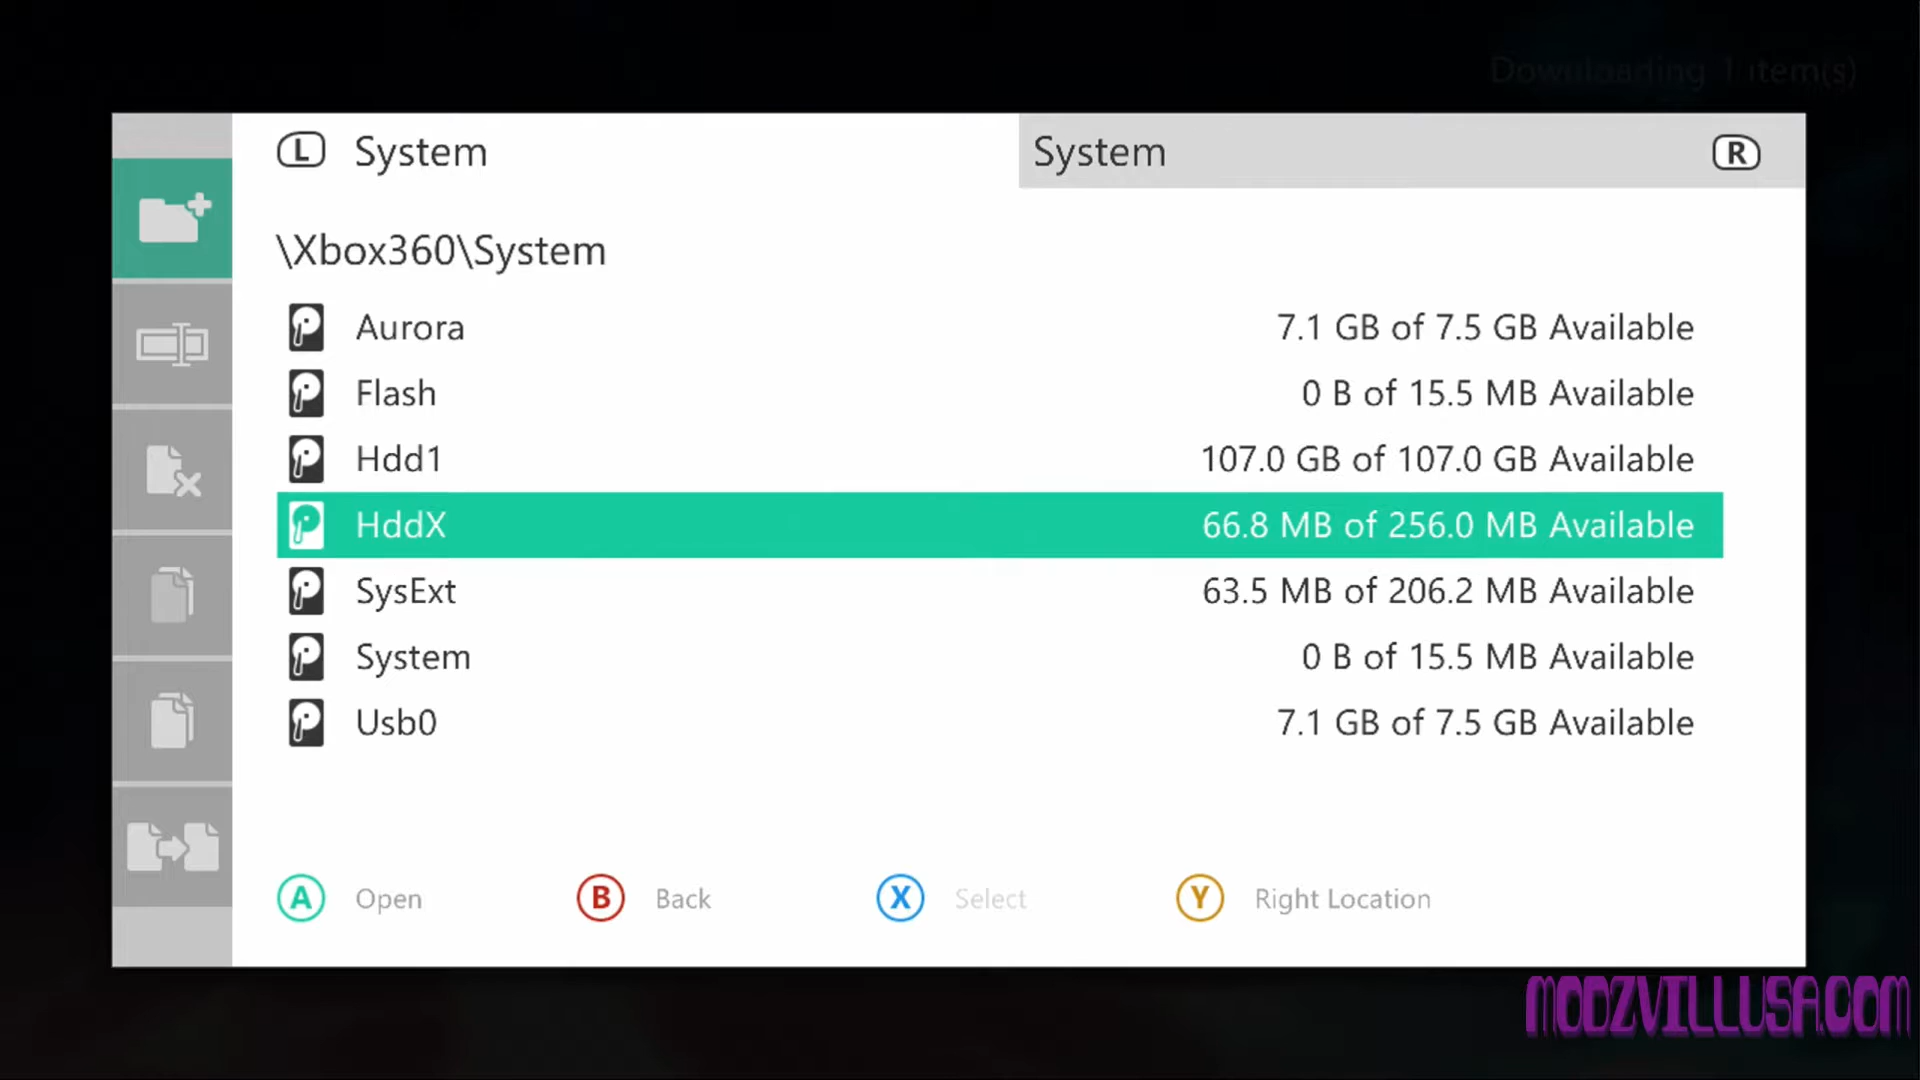 Downloading 1 item(s)
L System
System R
\Xbox360\System
Aurora 7.1 GB of 7.5 GB Available
Flash 0 B of 15.5 MB Available
Hdd1 107.0 GB of 107.0 GB Available
HddX 66.8 MB of 256.0 MB Available
SysExt 63.5 MB of 206.2 MB Available
System 0 B of 15.5 MB Available
Usb0 7.1 GB of 7.5 GB Available
A Open B Back X Select Y Right Location
MODZVILLUSA.COM